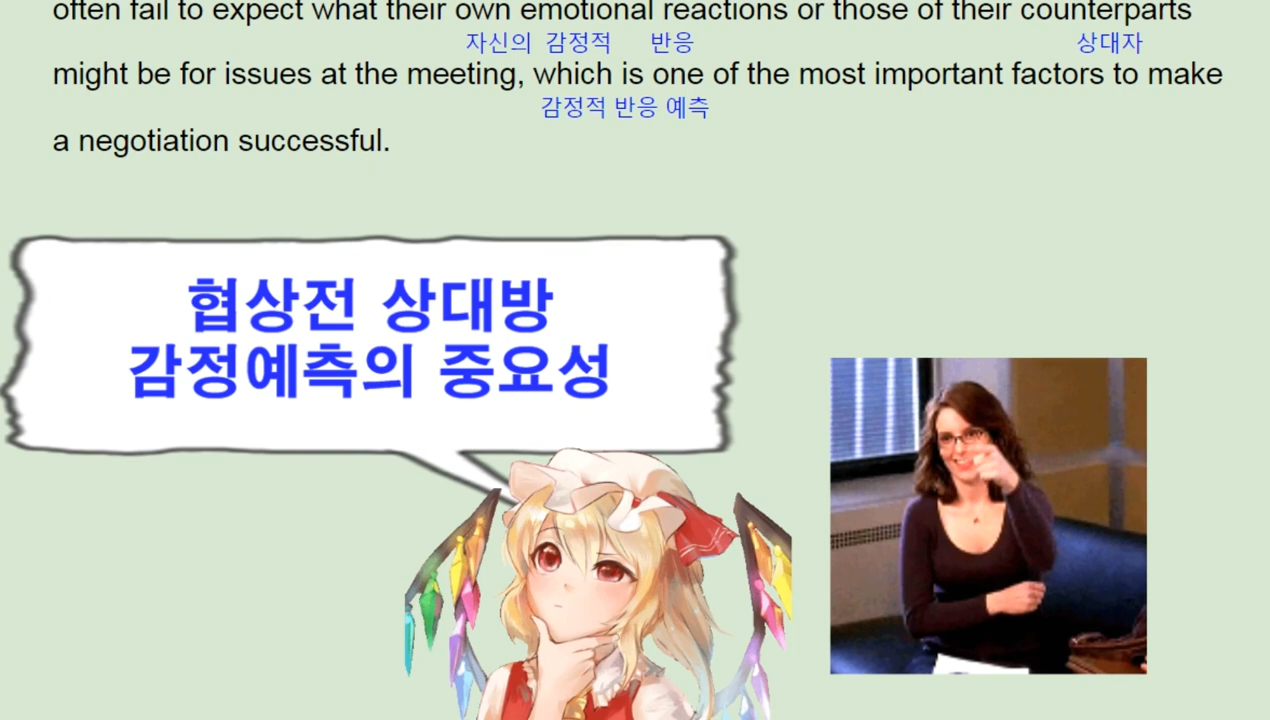 often fail to expect what their own emotional reactions or those of their counterparts
자신의 감정적 반응 상대자
might be for issues at the meeting, which is one of the most important factors to make
감정적 반응 예측
a negotiation successful.
협상전 상대방
감정예측의 중요성